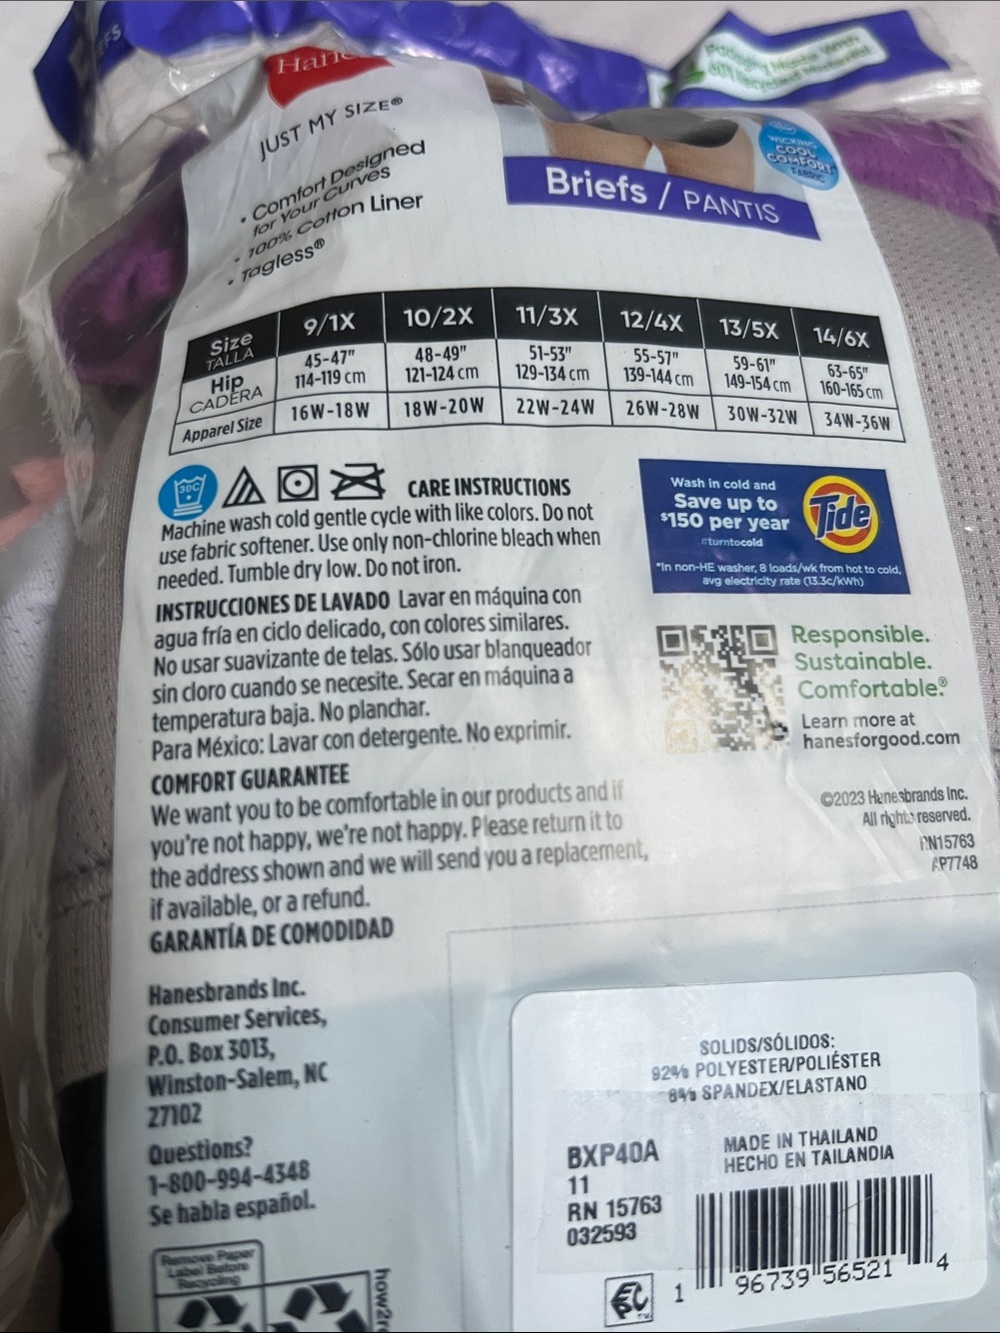 Hane
JUST MY SIZE®
• Comfort Designed
for Your Curves
• 100% Cotton Liner
• Tagless®
WICKING
COOL
COMFORT
FABRIC
Briefs / PANTIS
Size TALLA 9/1X 10/2X 11/3X 12/4X 13/5X 14/6X
Hip CADERA 45-47" 48-49" 51-53" 55-57" 59-61" 63-65"
114-119 cm 121-124 cm 129-134 cm 139-144 cm 149-154 cm 160-165 cm
Apparel Size 16W-18W 18W-20W 22W-24W 26W-28W 30W-32W 34W-36W
30C
CARE INSTRUCTIONS
Machine wash cold gentle cycle with like colors. Do not
use fabric softener. Use only non-chlorine bleach when
needed. Tumble dry low. Do not iron.
INSTRUCCIONES DE LAVADO Lavar en máquina con
agua fría en ciclo delicado, con colores similares.
No usar suavizante de telas. Sólo usar blanqueador
sin cloro cuando se necesite. Secar en máquina a
temperatura baja. No planchar.
Para México: Lavar con detergente. No exprimir.
COMFORT GUARANTEE
We want you to be comfortable in our products and if
you're not happy, we're not happy. Please return it to
the address shown and we will send you a replacement,
if available, or a refund.
GARANTÍA DE COMODIDAD
Hanesbrands Inc.
Consumer Services,
P.O. Box 3013,
Winston-Salem, NC
27102
Questions?
1-800-994-4348
Se habla español.
Remove Paper
Label Before
Recycling
how2r
Wash in cold and
Save up to
$150 per year
#turntocold
Tide
*In non-HE washer, 8 loads/wk from hot to cold,
avg electricity rate (13.3c/kWh)
Responsible.
Sustainable.
Comfortable.®
Learn more at
hanesforgood.com
©2023 Hanesbrands Inc.
All rights reserved.
RN15763
AP7748
SOLIDS/SÓLIDOS:
92% POLYESTER/POLIÉSTER
8% SPANDEX/ELASTANO
BXP40A
11
RN 15763
032593
MADE IN THAILAND
HECHO EN TAILANDIA
1 96739 56521 4